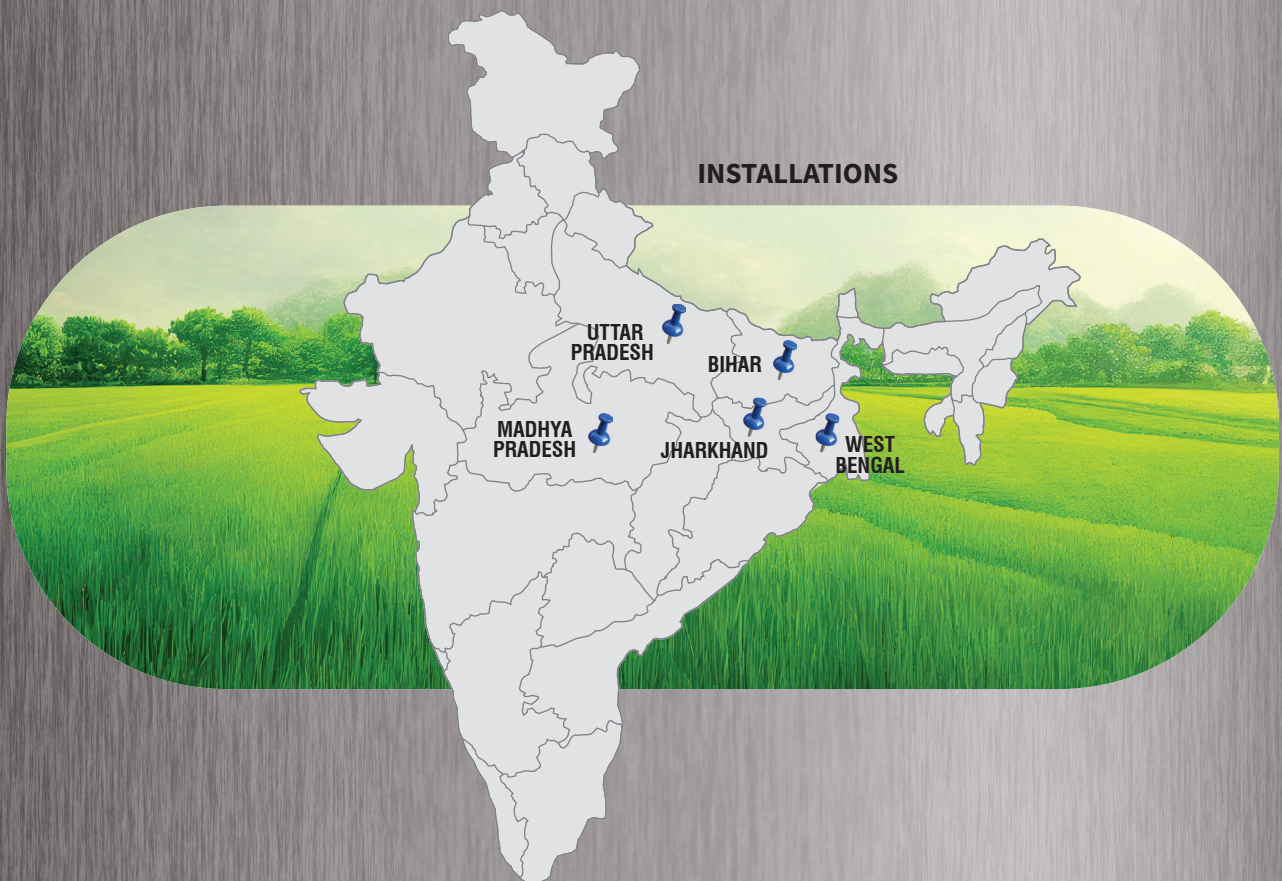 INSTALLATIONS
UTTAR
PRADESH
BIHAR
MADHYA
PRADESH
JHARKHAND
WEST
BENGAL